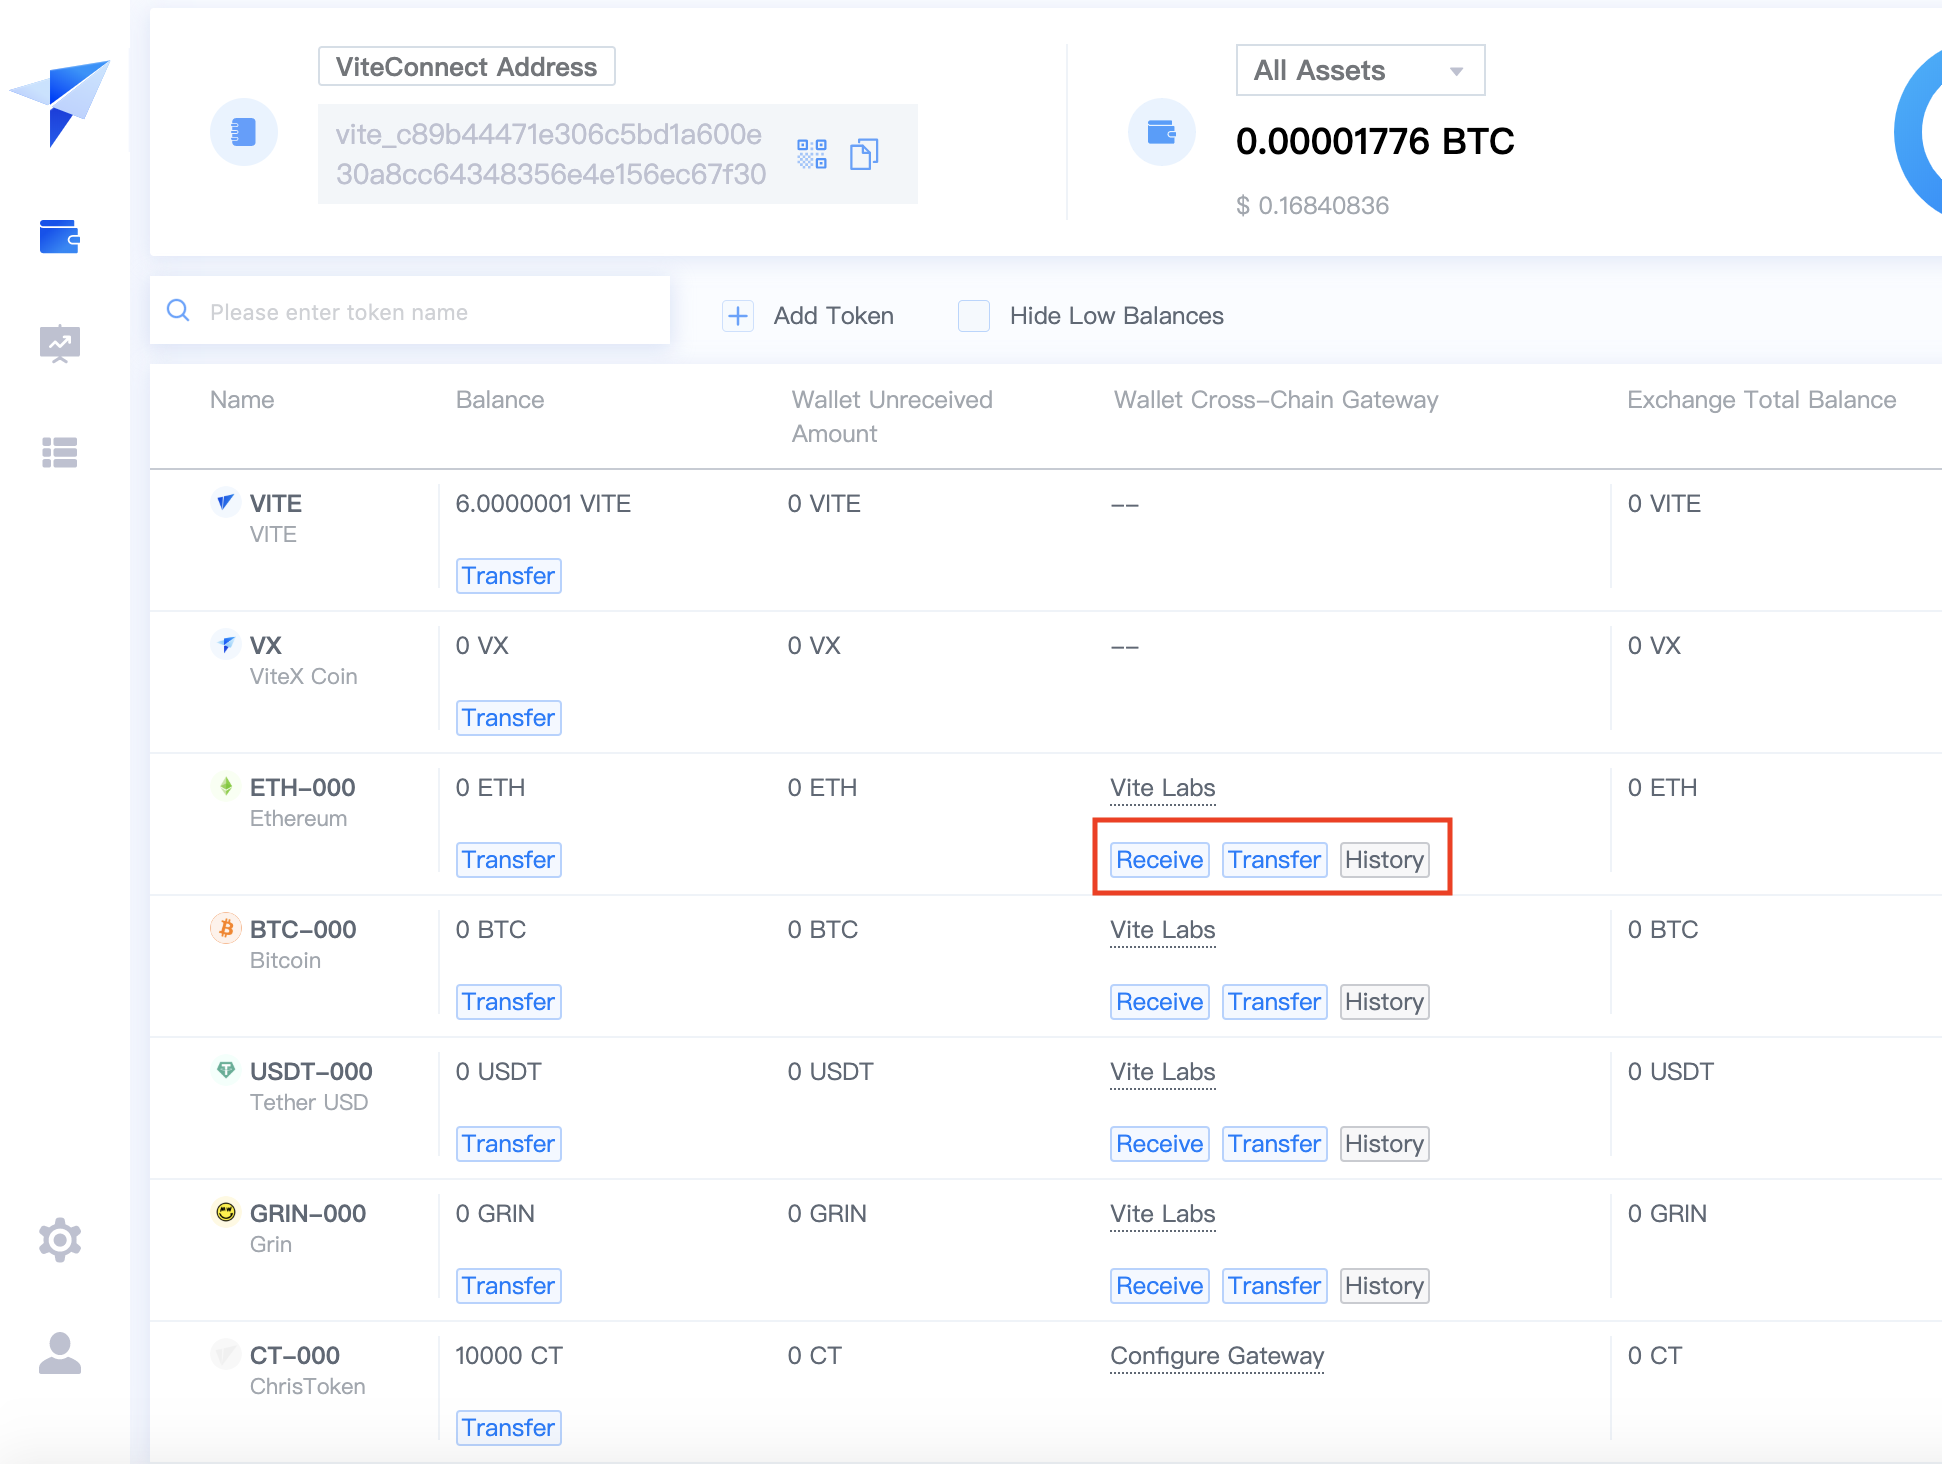 ViteConnect Address
vite_c89b44471e306c5bd1a600e
30a8cc64348356e4e156ec67f30
All Assets
0.00001776 BTC
$ 0.16840836
Please enter token name
Add Token
Hide Low Balances
Name Balance Wallet Unreceived Amount Wallet Cross-Chain Gateway Exchange Total Balance
VITE 6.0000001 VITE 0 VITE -- 0 VITE
VITE
Transfer
VX 0 VX 0 VX -- 0 VX
ViteX Coin
Transfer
ETH-000 0 ETH 0 ETH Vite Labs 0 ETH
Ethereum
Transfer Receive Transfer History
BTC-000 0 BTC 0 BTC Vite Labs 0 BTC
Bitcoin
Transfer Receive Transfer History
USDT-000 0 USDT 0 USDT Vite Labs 0 USDT
Tether USD
Transfer Receive Transfer History
GRIN-000 0 GRIN 0 GRIN Vite Labs 0 GRIN
Grin
Transfer Receive Transfer History
CT-000 10000 CT 0 CT Configure Gateway 0 CT
ChrisToken
Transfer